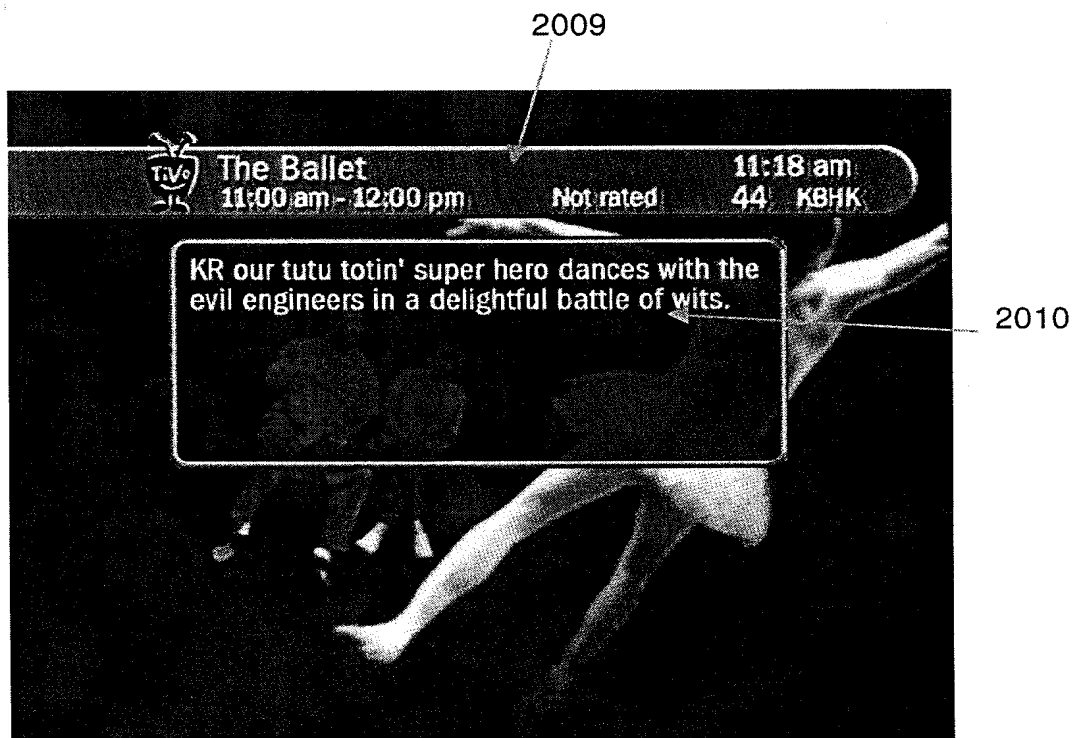 2009
TiVo The Ballet 11:18 am
11:00 am - 12:00 pm Not rated 44 KBHK
KR our tutu totin' super hero dances with the
evil engineers in a delightful battle of wits.
2010